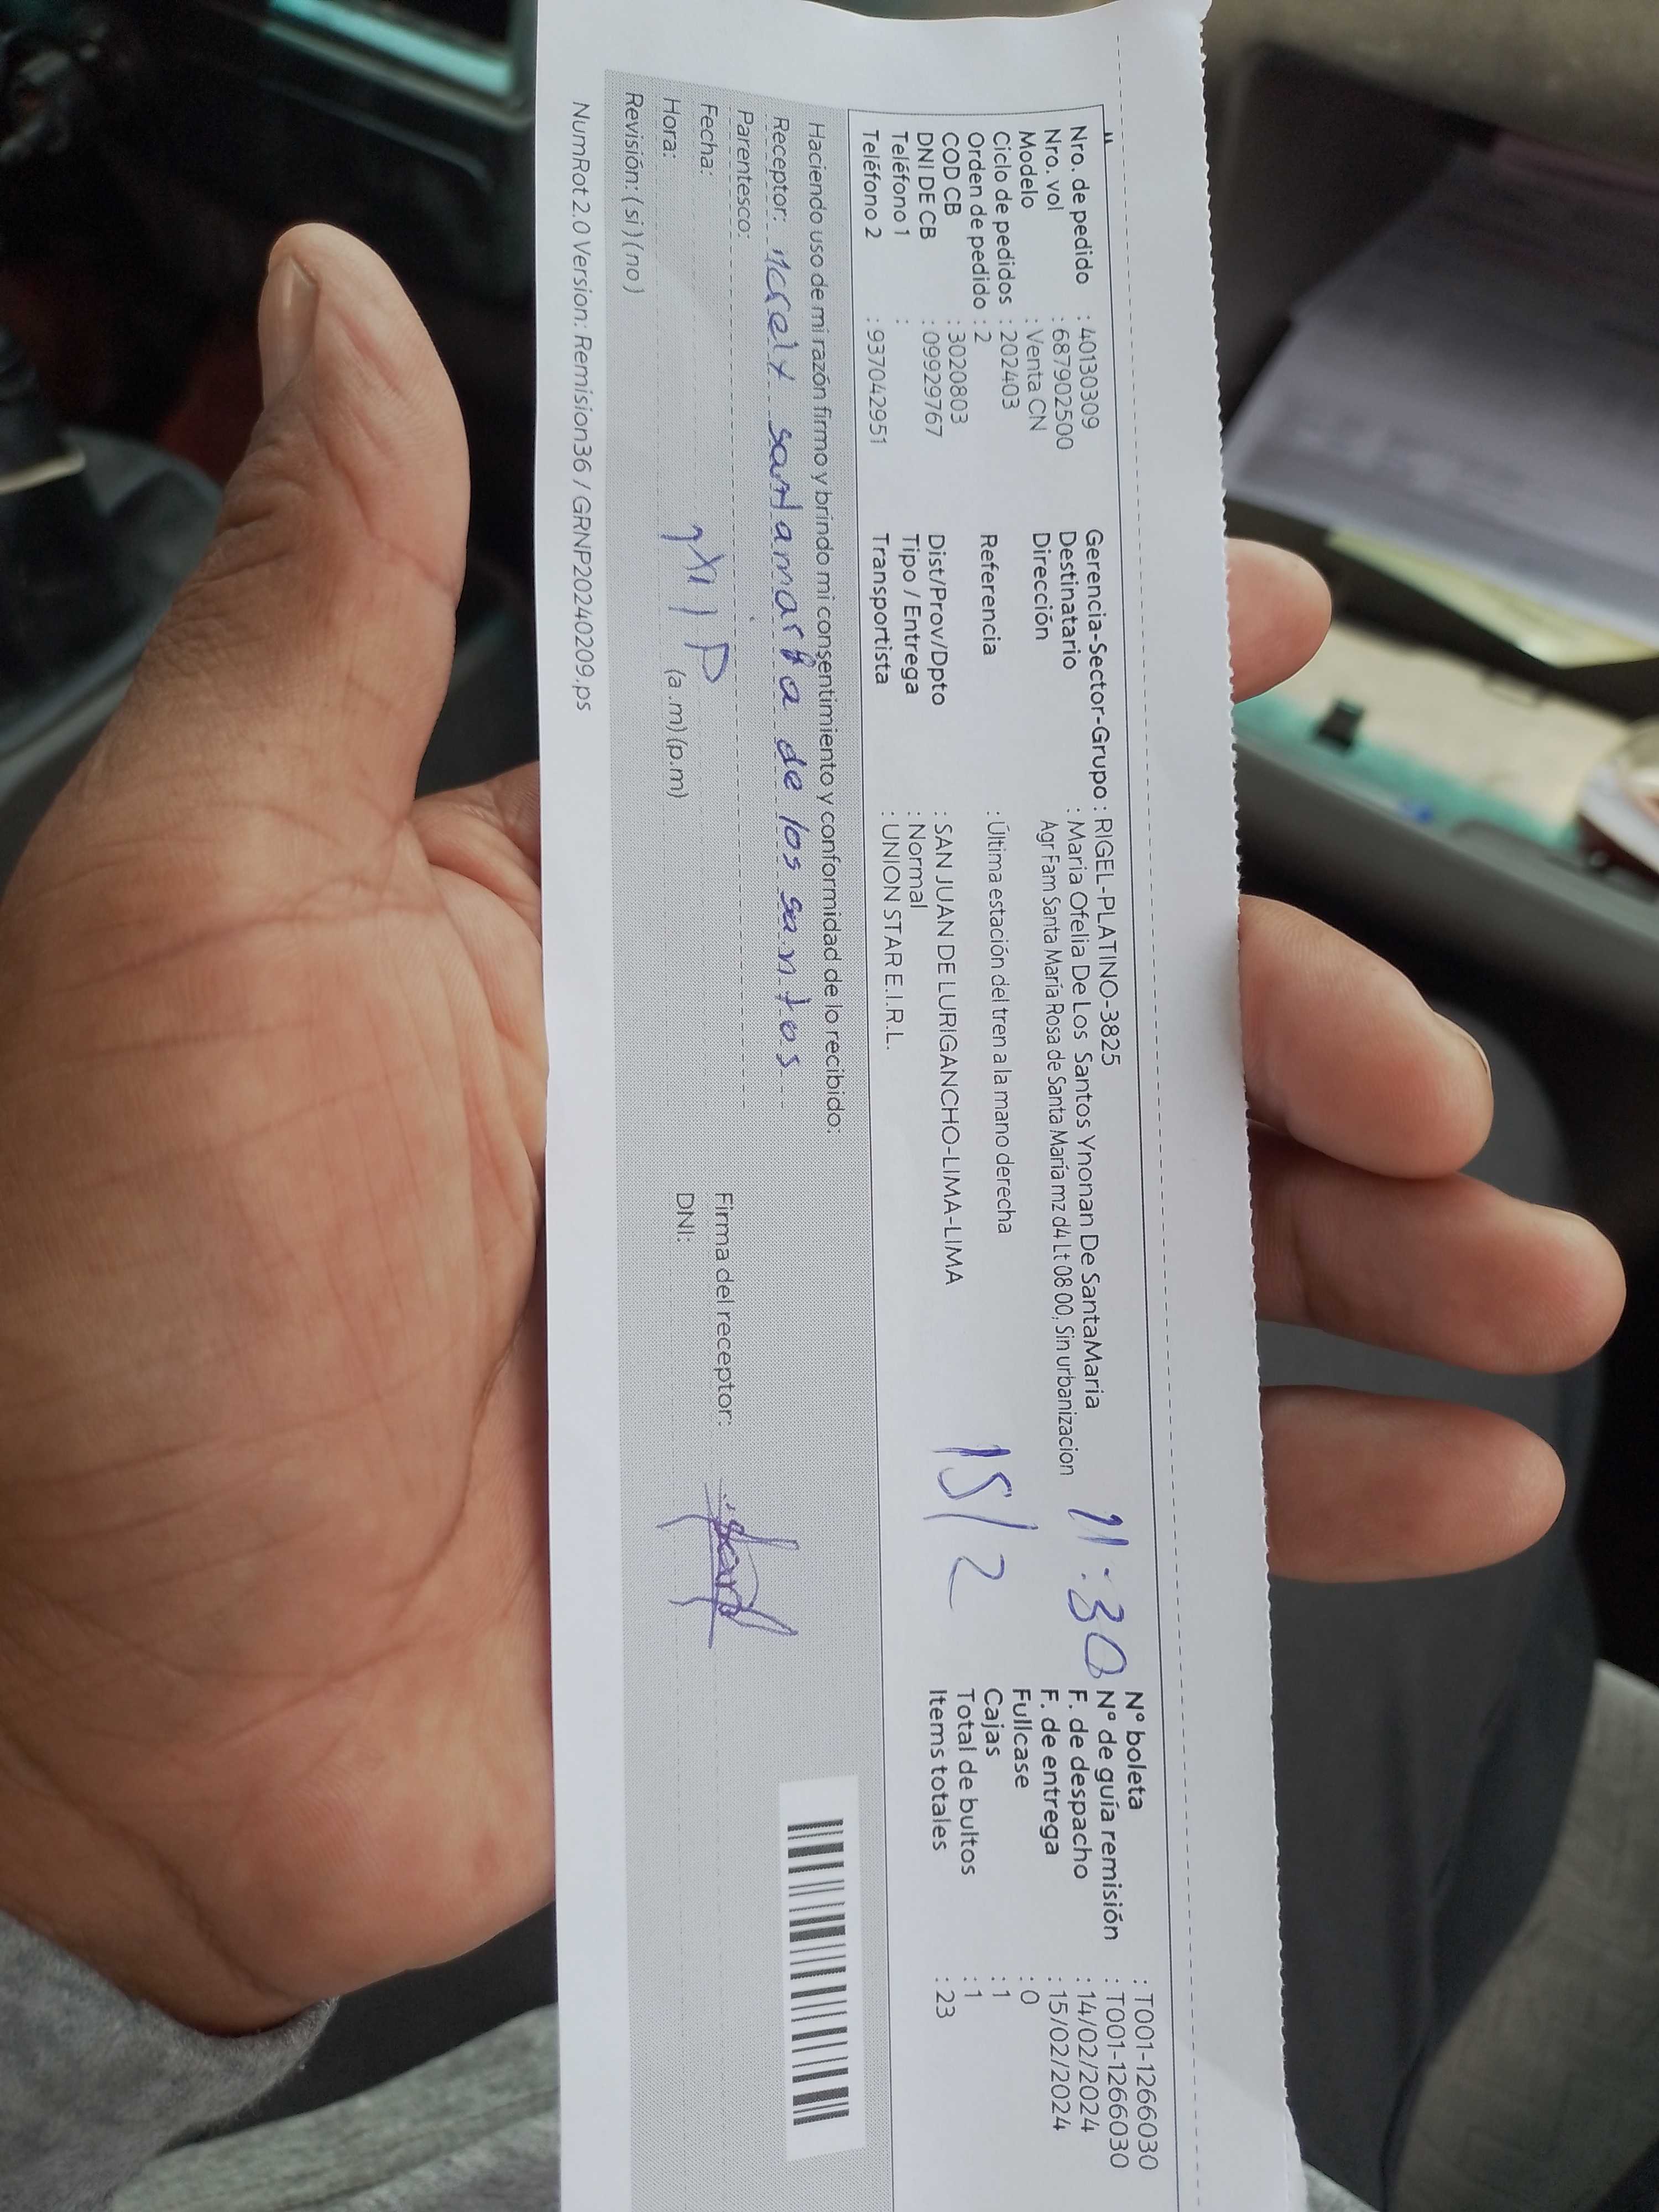 Nro. de pedido : 40130309
Nro. vol : 687902500
Modelo : Venta CN
Ciclo de pedidos : 202403
Orden de pedido : 2
COD CB : 3020803
DNI DE CB : 09929767
Teléfono 1 :
Teléfono 2 : 937042951
Gerencia-Sector-Grupo : RIGEL-PLATINO-3825
Destinatario : Maria Ofelia De Los Santos Ynonan De SantaMaria
Dirección Agr Fam Santa María Rosa de Santa María mz d4 Lt 08 00, Sin urbanizacion
Referencia : Última estación del tren a la mano derecha
Dist/Prov/Dpto : SAN JUAN DE LURIGANCHO-LIMA-LIMA
Tipo / Entrega : Normal
Transportista : UNION STAR E.I.R.L.
11:30
15/2
N° boleta : T001-1266030
N° de guía remisión : T001-1266030
F. de despacho : 14/02/2024
F. de entrega : 15/02/2024
Fullcase : 0
Cajas : 1
Total de bultos : 1
Items totales : 23
Haciendo uso de mi razón firmo y brindo mi consentimiento y conformidad de lo recibido:
Receptor: de los santos
Parentesco:
Fecha:
Hora: (a.m) (p.m)
Revisión: (si) (no)
Firma del receptor:
DNI:
NumRot 2.0 Version: Remision36 / GRNP20240209.ps